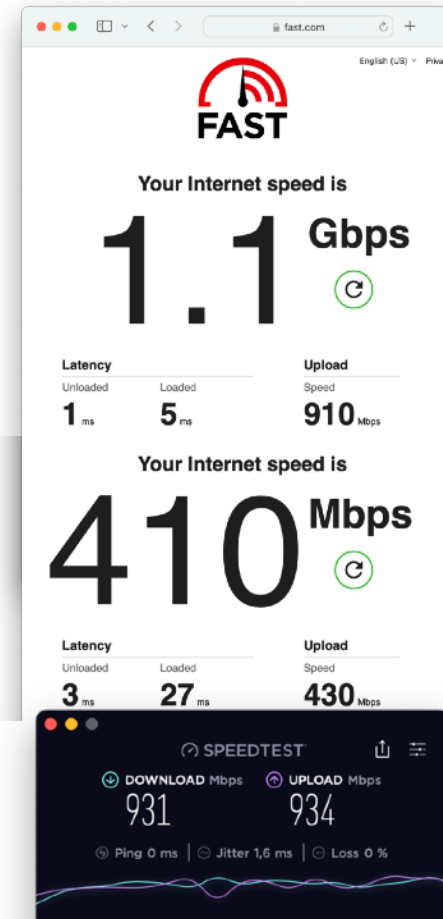 fast.com
English (US) Priva
FAST
Your Internet speed is
1.1 Gbps
Latency Upload
Unloaded Loaded Speed
1 ms 5 ms 910 Mbps
Your Internet speed is
410 Mbps
Latency Upload
Unloaded Loaded Speed
3 ms 27 ms 430 Mbps
SPEEDTEST
DOWNLOAD Mbps UPLOAD Mbps
931 934
Ping 0 ms Jitter 1,6 ms Loss 0 %